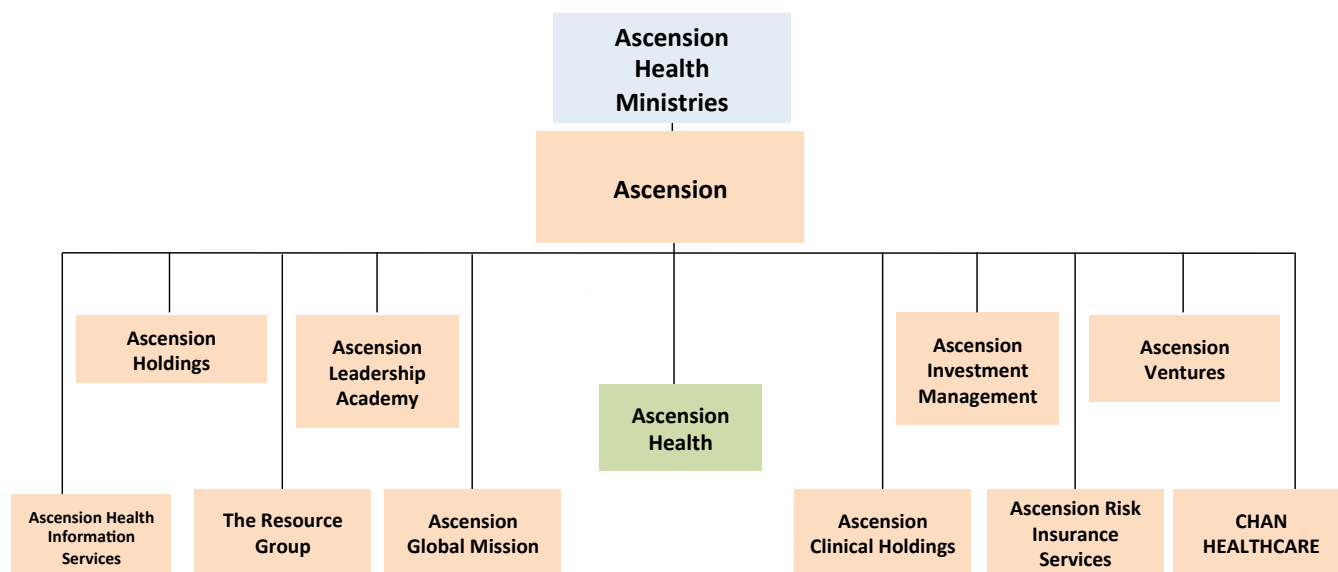 Ascension
Health
Ministries
Ascension
Ascension
Holdings
Ascension
Leadership
Academy
Ascension
Investment
Management
Ascension
Ventures
Ascension
Health
Ascension Health
Information
Services
The Resource
Group
Ascension
Global Mission
Ascension
Clinical Holdings
Ascension Risk
Insurance
Services
CHAN
HEALTHCARE